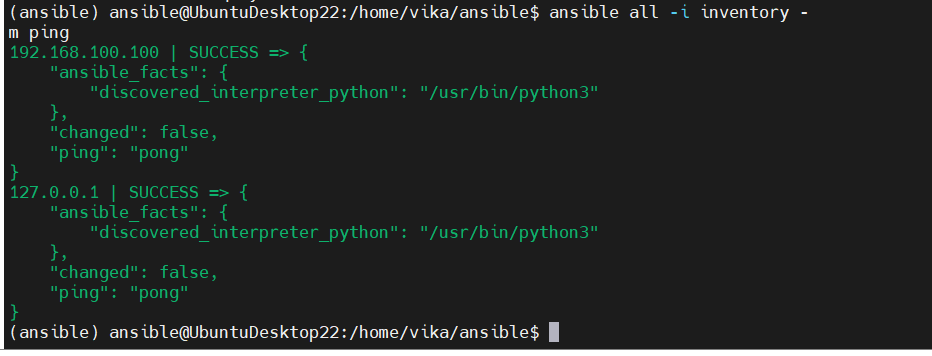 (ansible) ansible@UbuntuDesktop22:/home/vika/ansible$ ansible all -i inventory -
m ping
192.168.100.100 | SUCCESS => {
    "ansible_facts": {
        "discovered_interpreter_python": "/usr/bin/python3"
    },
    "changed": false,
    "ping": "pong"
}
127.0.0.1 | SUCCESS => {
    "ansible_facts": {
        "discovered_interpreter_python": "/usr/bin/python3"
    },
    "changed": false,
    "ping": "pong"
}
(ansible) ansible@UbuntuDesktop22:/home/vika/ansible$